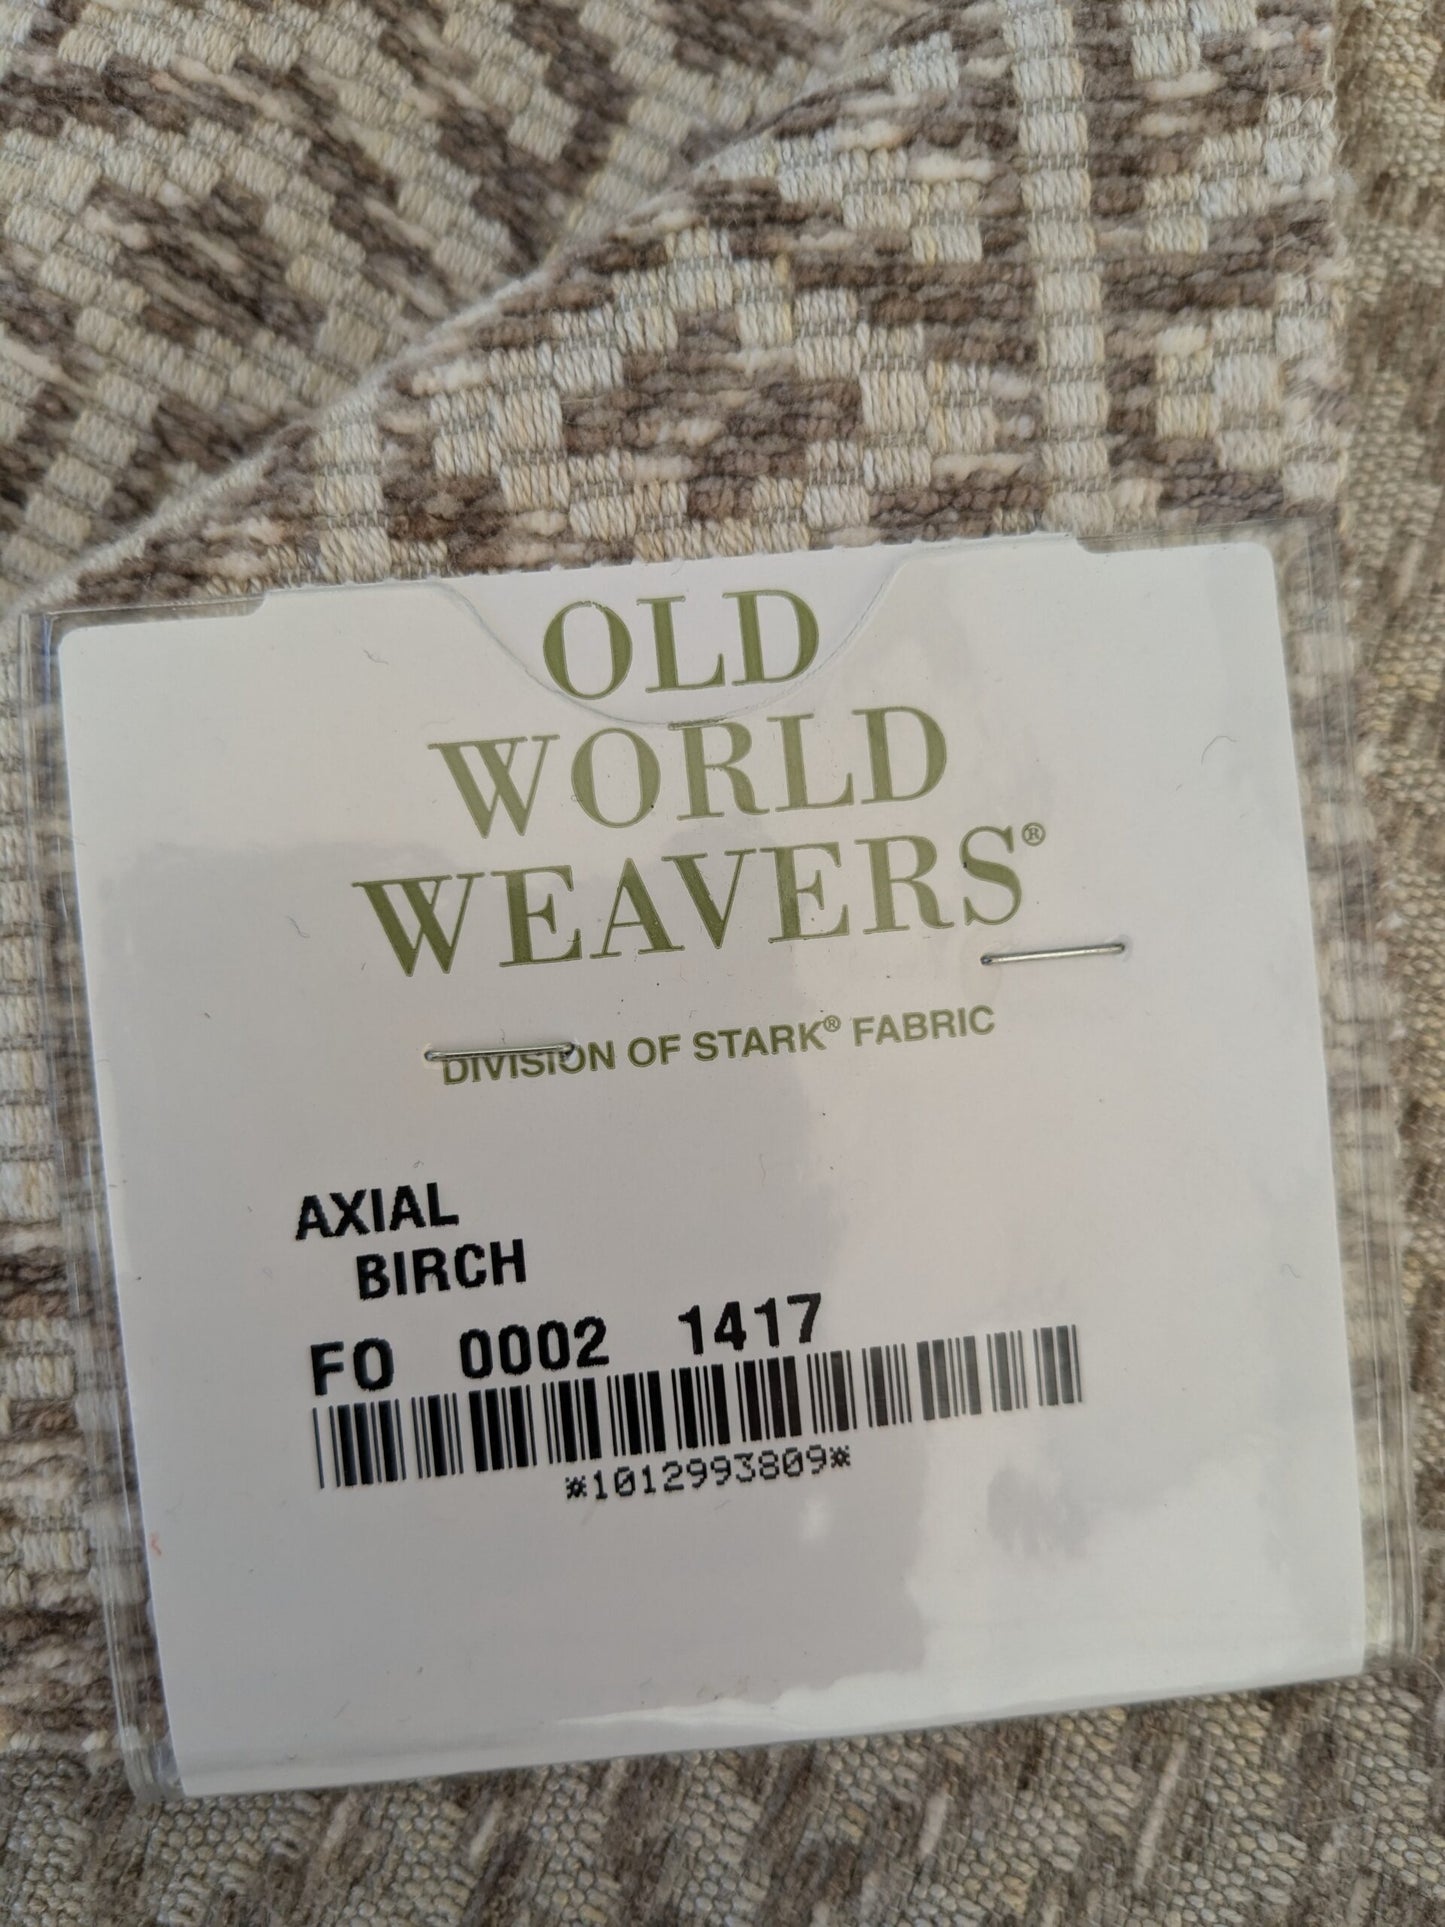 OLD
WORLD
WEAVERS®
DIVISION OF STARK® FABRIC
AXIAL
BIRCH
FO 0002 1417
*1012993809*